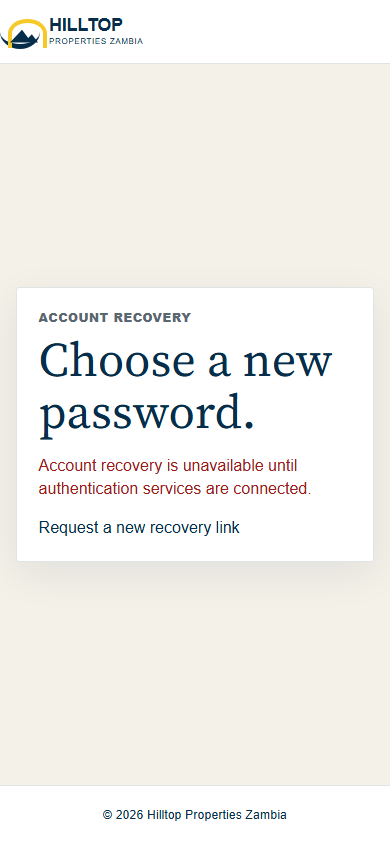 HILLTOP
PROPERTIES ZAMBIA
ACCOUNT RECOVERY
Choose a new
password.
Account recovery is unavailable until
authentication services are connected.
Request a new recovery link
© 2026 Hilltop Properties Zambia